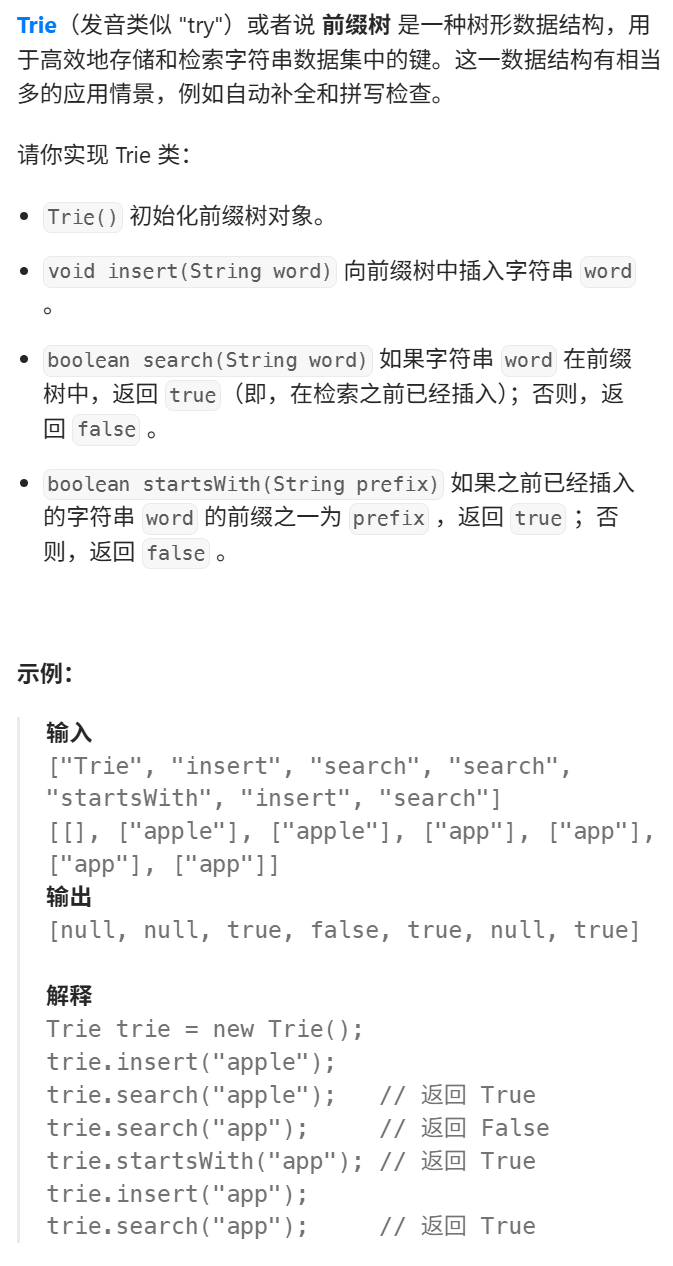 Trie（发音类似 "try"）或者说 前缀树 是一种树形数据结构，用
于高效地存储和检索字符串数据集中的键。这一数据结构有相当
多的应用情景，例如自动补全和拼写检查。
请你实现 Trie 类：
Trie() 初始化前缀树对象。
void insert(String word) 向前缀树中插入字符串 word
。
boolean search(String word) 如果字符串 word 在前缀
树中，返回 true（即，在检索之前已经插入）；否则，返
回 false 。
boolean startsWith(String prefix) 如果之前已经插入
的字符串 word 的前缀之一为 prefix ，返回 true ；否
则，返回 false 。
示例：
输入
["Trie", "insert", "search", "search",
"startsWith", "insert", "search"]
[[], ["apple"], ["apple"], ["app"], ["app"],
["app"], ["app"]]
输出
[null, null, true, false, true, null, true]
解释
Trie trie = new Trie();
trie.insert("apple");
trie.search("apple");   // 返回 True
trie.search("app");     // 返回 False
trie.startsWith("app"); // 返回 True
trie.insert("app");
trie.search("app");     // 返回 True